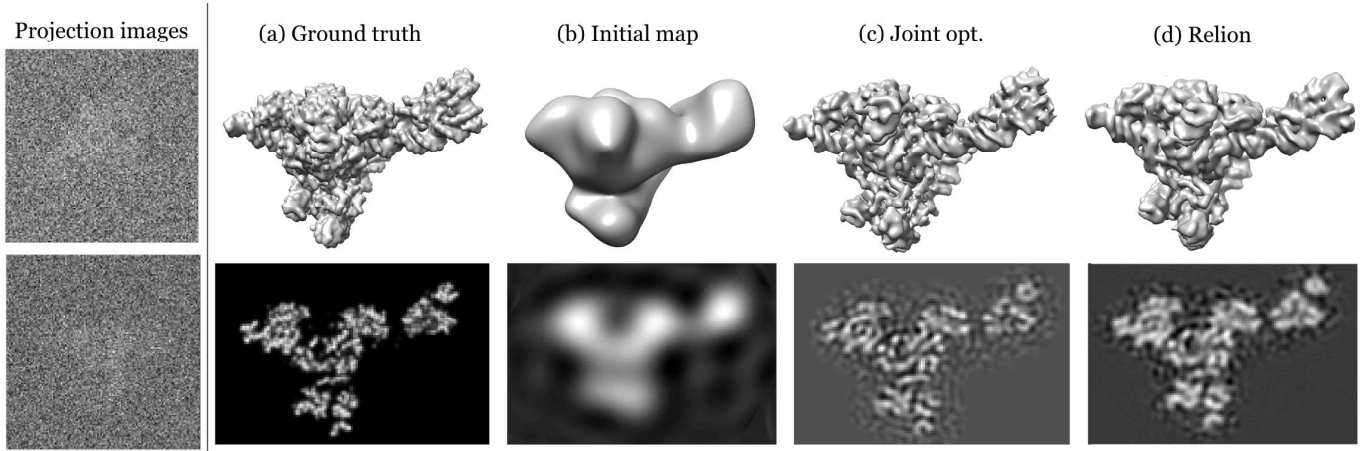 Projection images
(a) Ground truth
(b) Initial map
(c) Joint opt.
(d) Relion